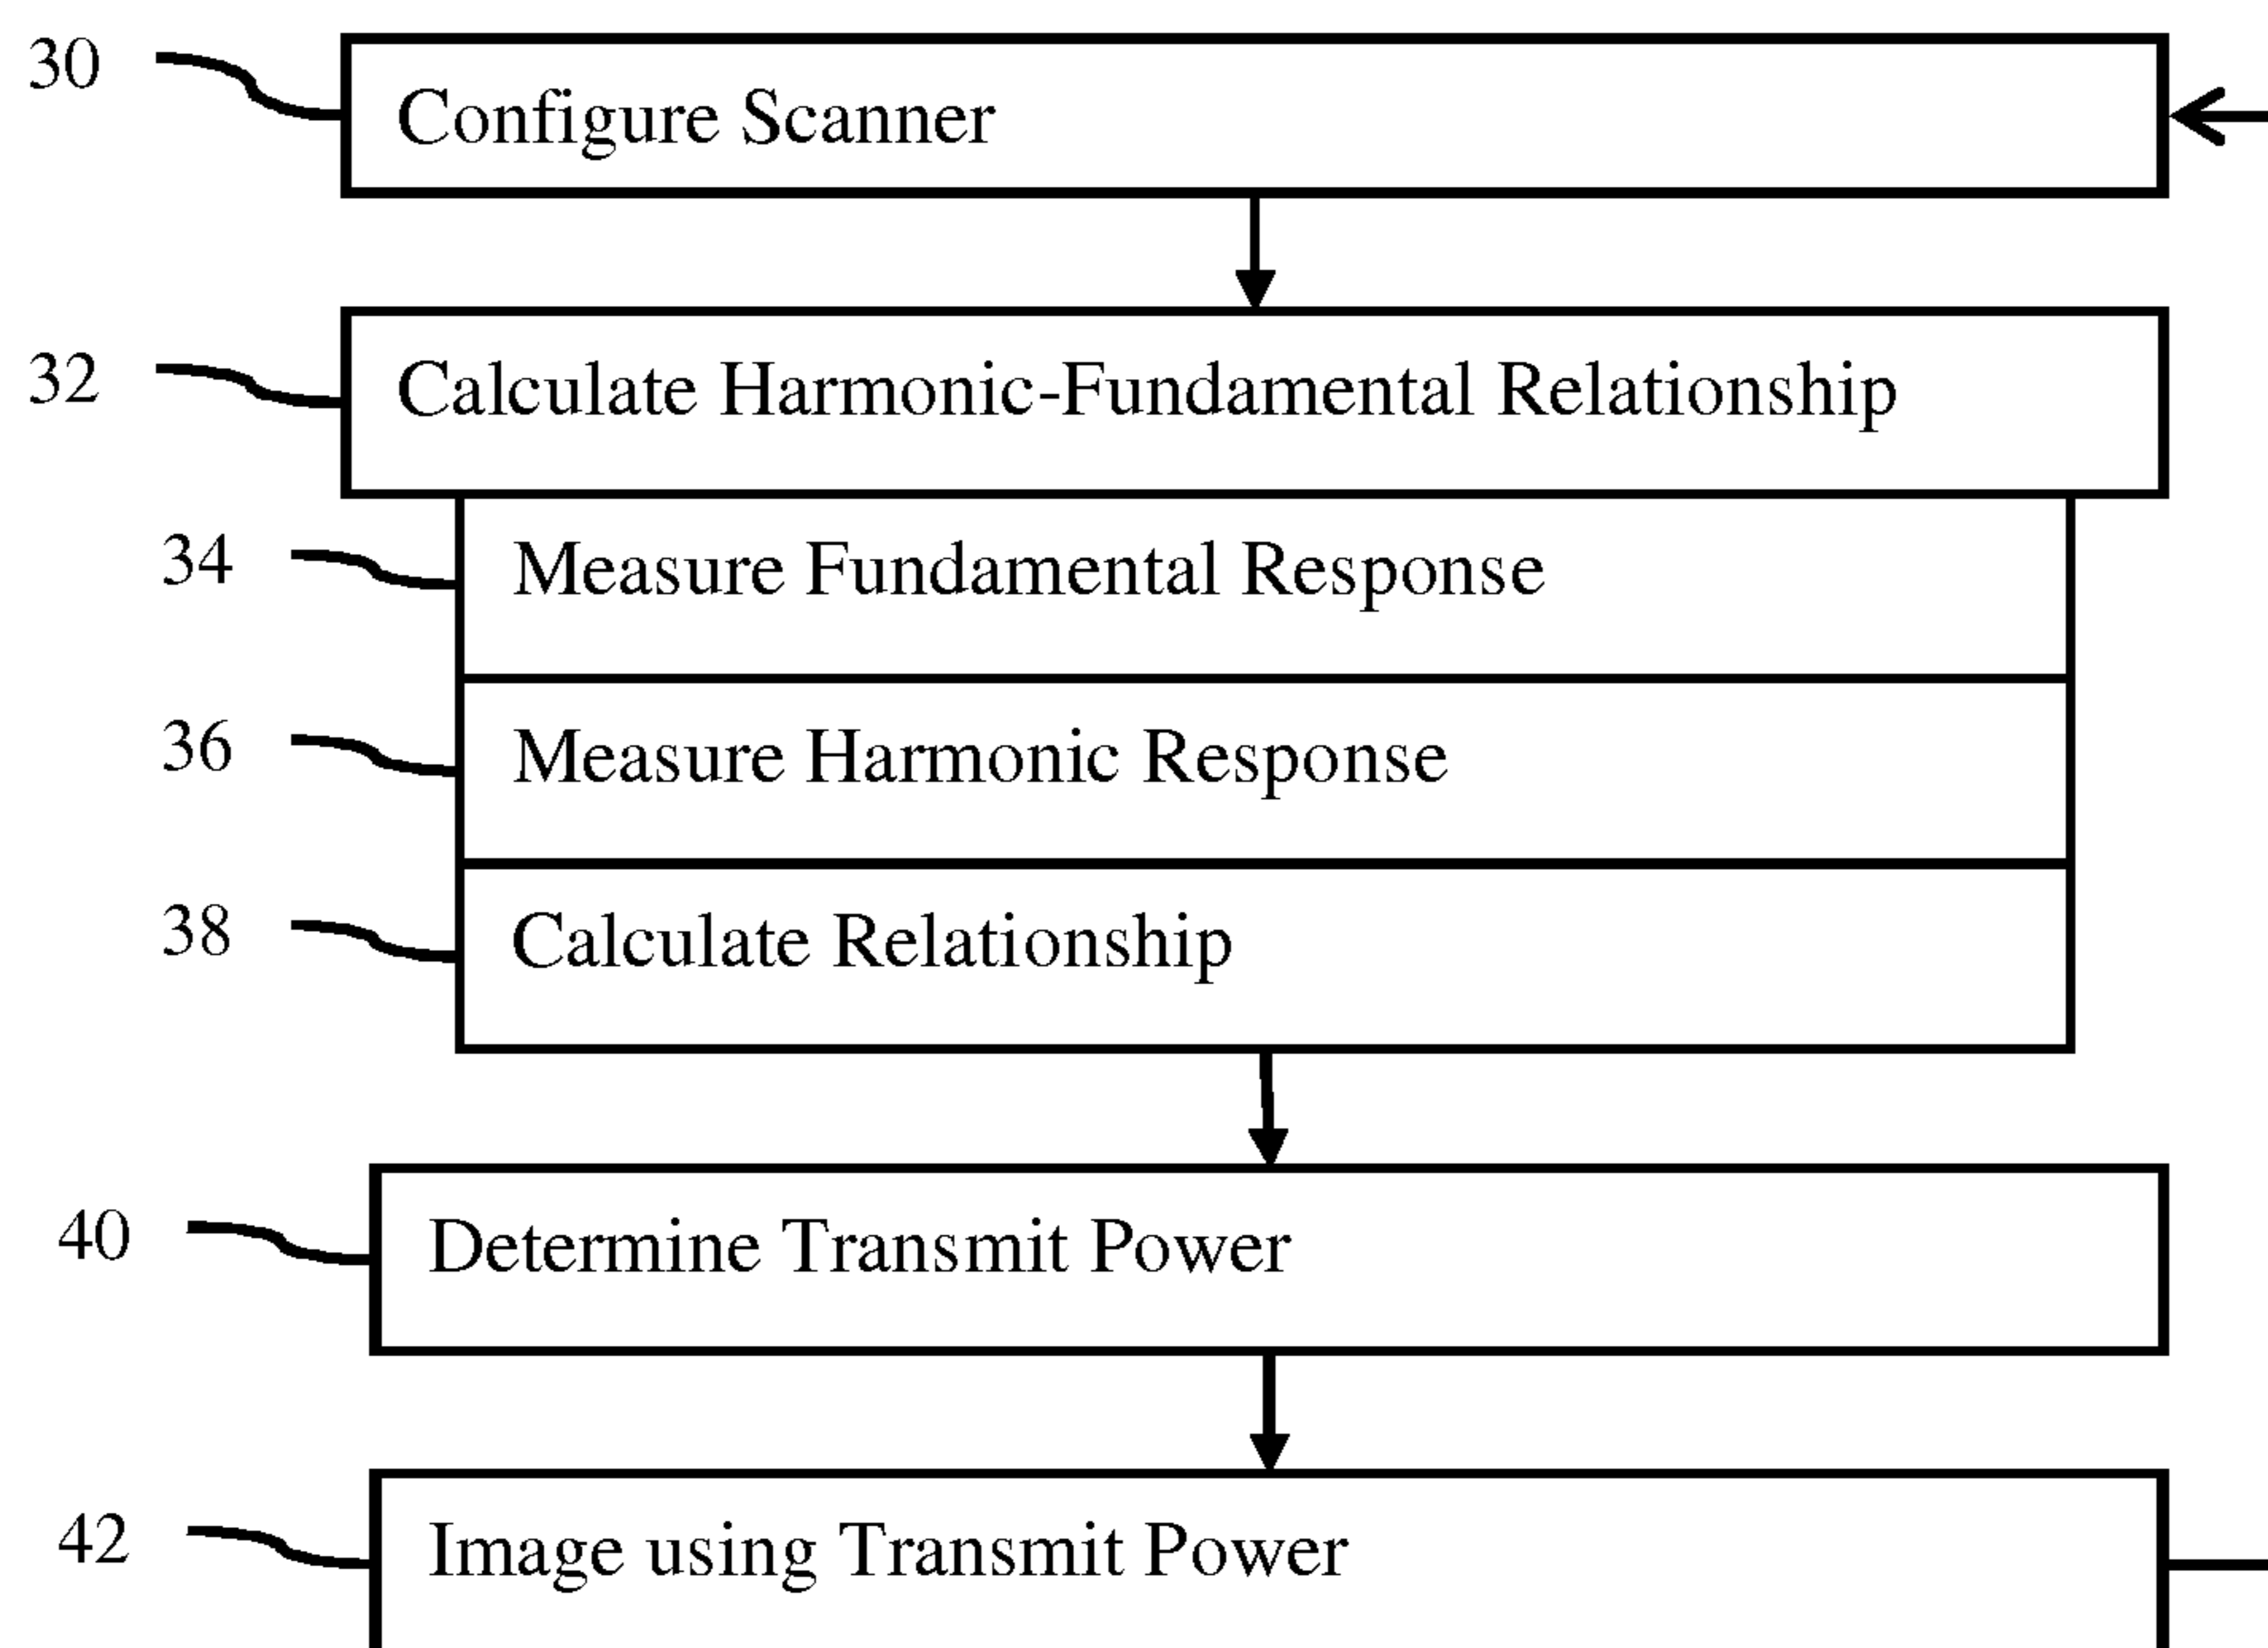 30
Configure Scanner
32
Calculate Harmonic-Fundamental Relationship
34
Measure Fundamental Response
36
Measure Harmonic Response
38
Calculate Relationship
40
Determine Transmit Power
42
Image using Transmit Power